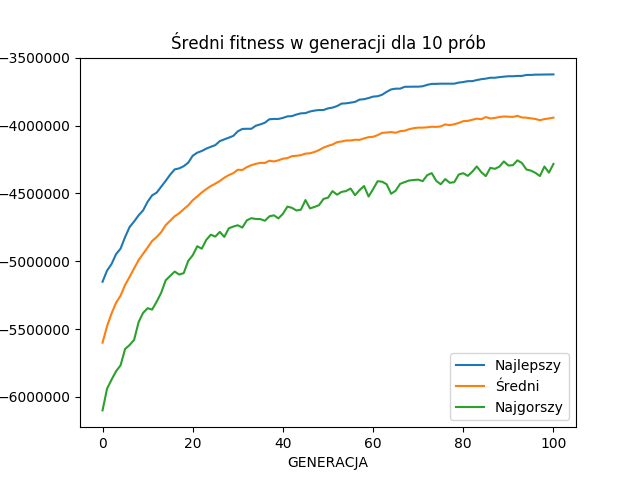 Średni fitness w generacji dla 10 prób
−3500000
−4000000
−4500000
−5000000
−5500000
−6000000
0 20 40 60 80 100
GENERACJA
Najlepszy
Średni
Najgorszy